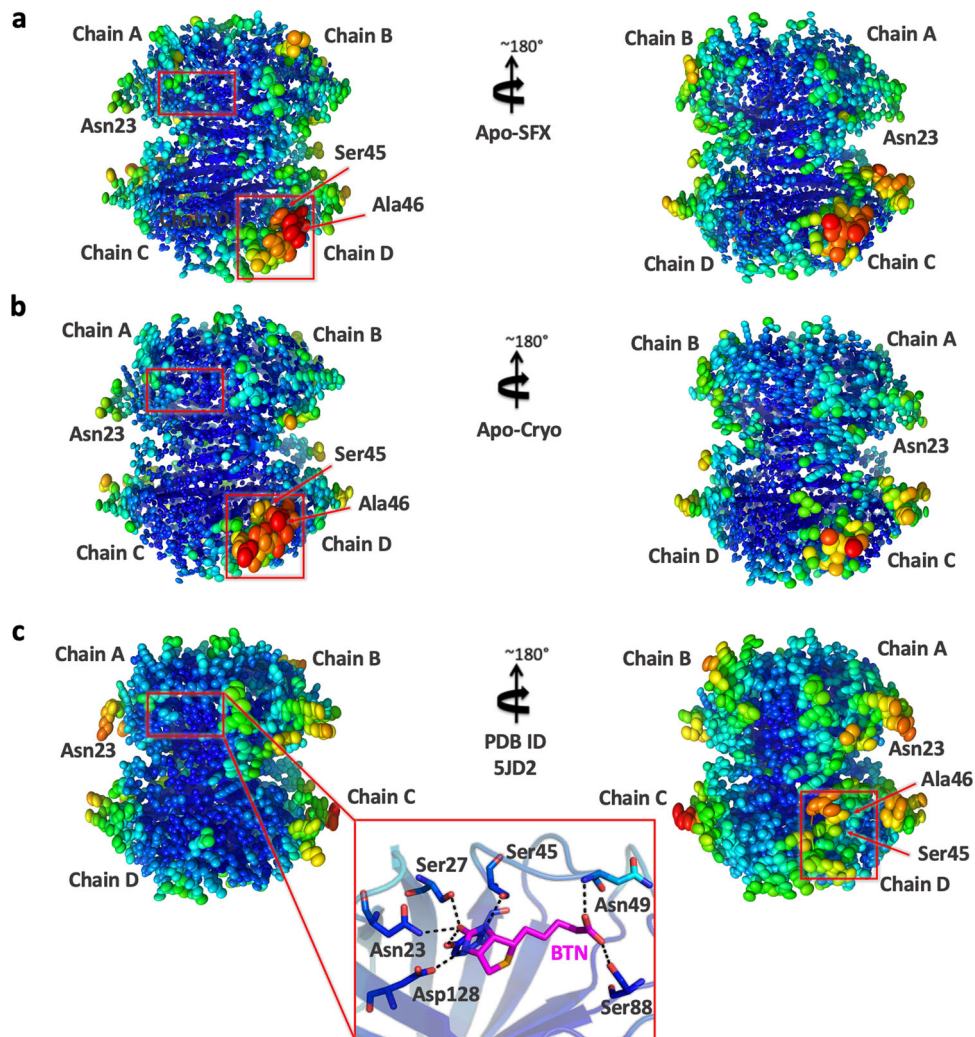 a
Chain A
Chain B
Asn23
Ser45
Ala46
Chain D
Chain C
Chain D
~180°
Apo-SFX
Chain B
Chain A
Asn23
Chain D
Chain C
b
Chain A
Chain B
Asn23
Ser45
Ala46
Chain C
Chain D
~180°
Apo-Cryo
Chain B
Chain A
Asn23
Chain D
Chain C
c
Chain A
Chain B
Asn23
Chain C
Chain D
~180°
PDB ID
5JD2
Chain B
Chain A
Asn23
Ala46
Chain C
Ser45
Chain D
Ser45
Ser27
Asn49
Asn23
BTN
Asp128
Ser88